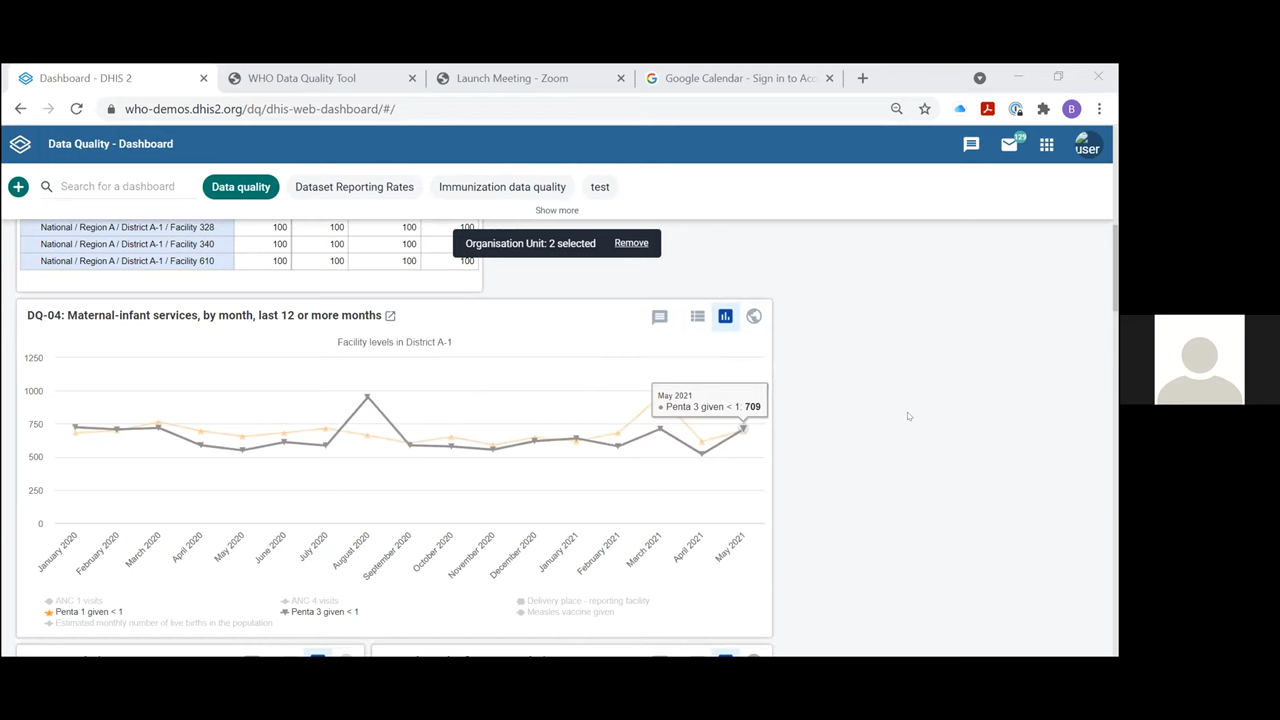 Dashboard - DHIS 2
WHO Data Quality Tool
Launch Meeting - Zoom
Google Calendar - Sign in to Acc
who-demos.dhis2.org/dq/dhis-web-dashboard/#/
B
Data Quality - Dashboard
129
user
Search for a dashboard
Data quality
Dataset Reporting Rates
Immunization data quality
test
Show more
National / Region A / District A-1 / Facility 328 100 100 100 100
National / Region A / District A-1 / Facility 340 100 100 100 100
National / Region A / District A-1 / Facility 610 100 100 100 100
Organisation Unit: 2 selected Remove
DQ-04: Maternal-infant services, by month, last 12 or more months
Facility levels in District A-1
1250
1000
750
500
250
0
May 2021
Penta 3 given < 1: 709
January 2020
February 2020
March 2020
April 2020
May 2020
June 2020
July 2020
August 2020
September 2020
October 2020
November 2020
December 2020
January 2021
February 2021
March 2021
April 2021
May 2021
ANC 1 visits
ANC 4 visits
Delivery place - reporting facility
Penta 1 given < 1
Penta 3 given < 1
Measles vaccine given
Estimated monthly number of live births in the population